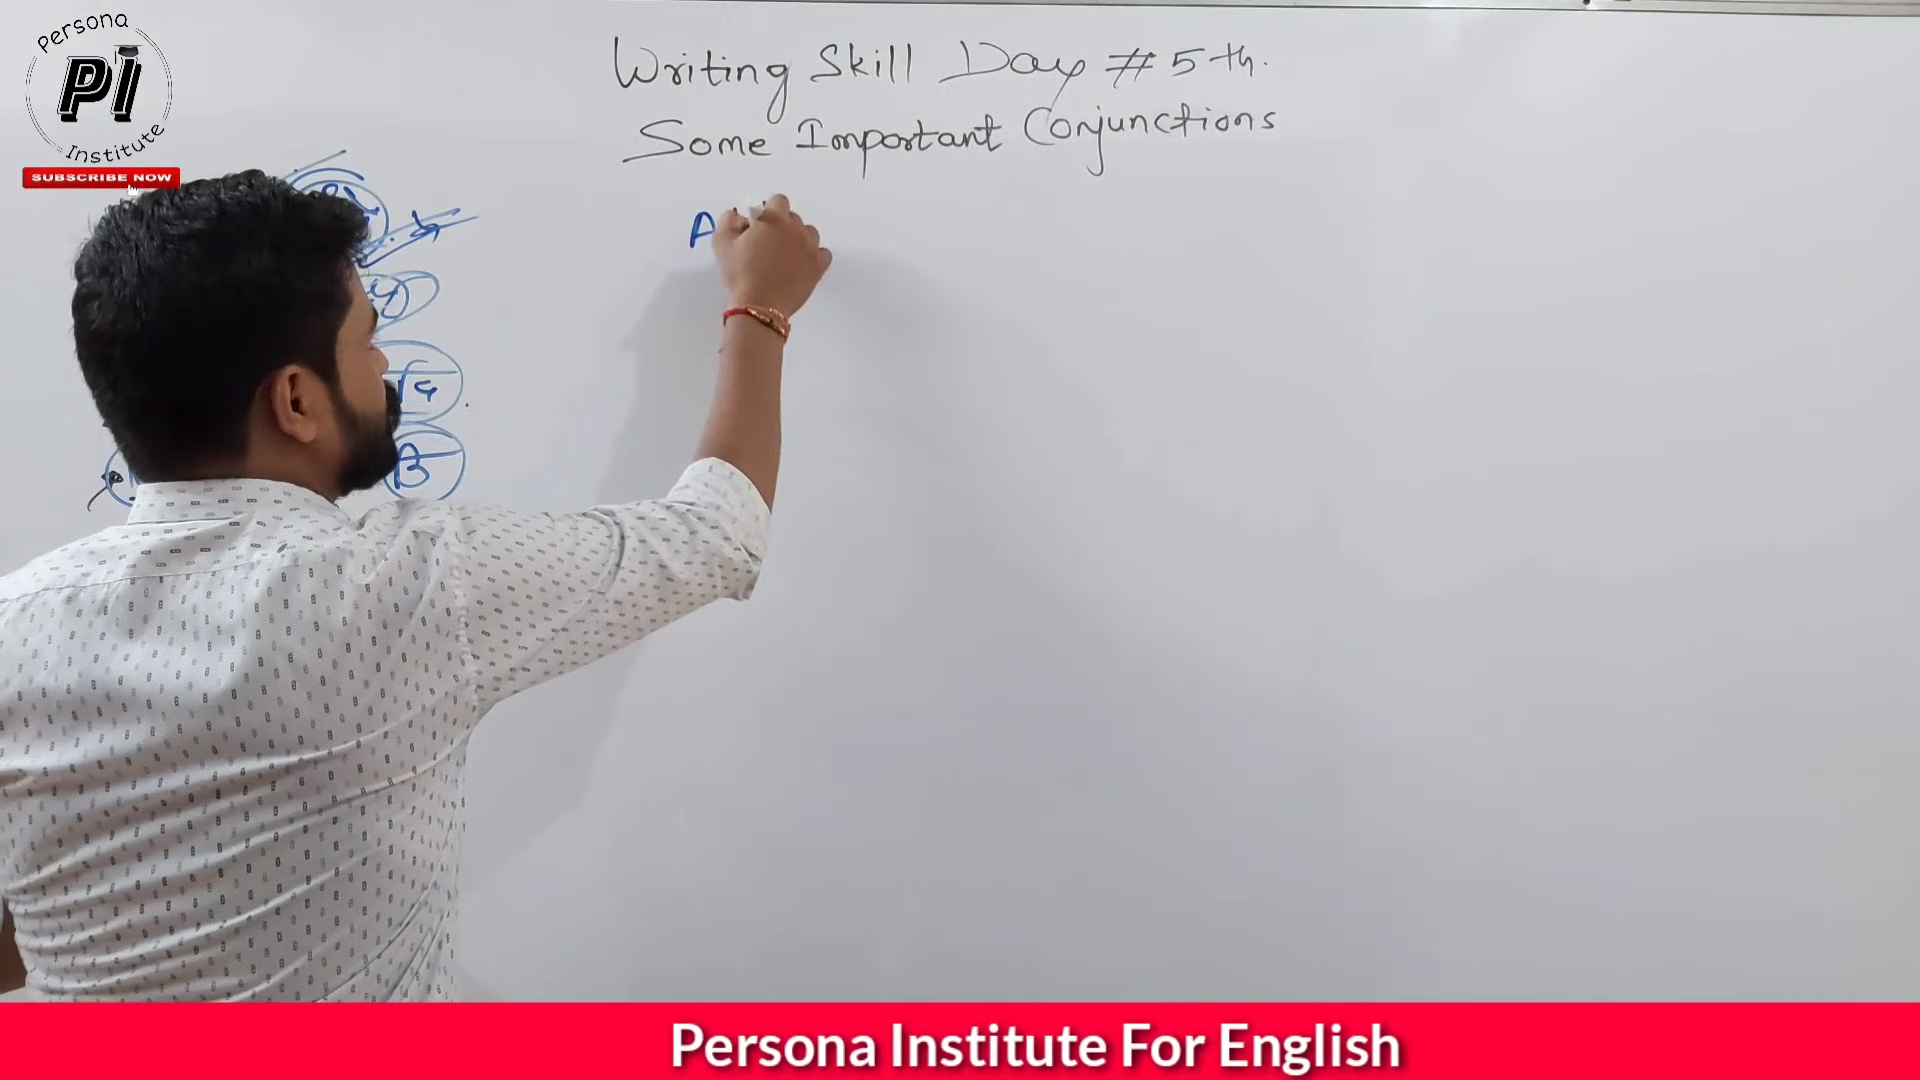 Persona
PI
Institute
SUBSCRIBE NOW
Writing Skill Day # 5th.
Some Important Conjunctions
A
B
Persona Institute For English